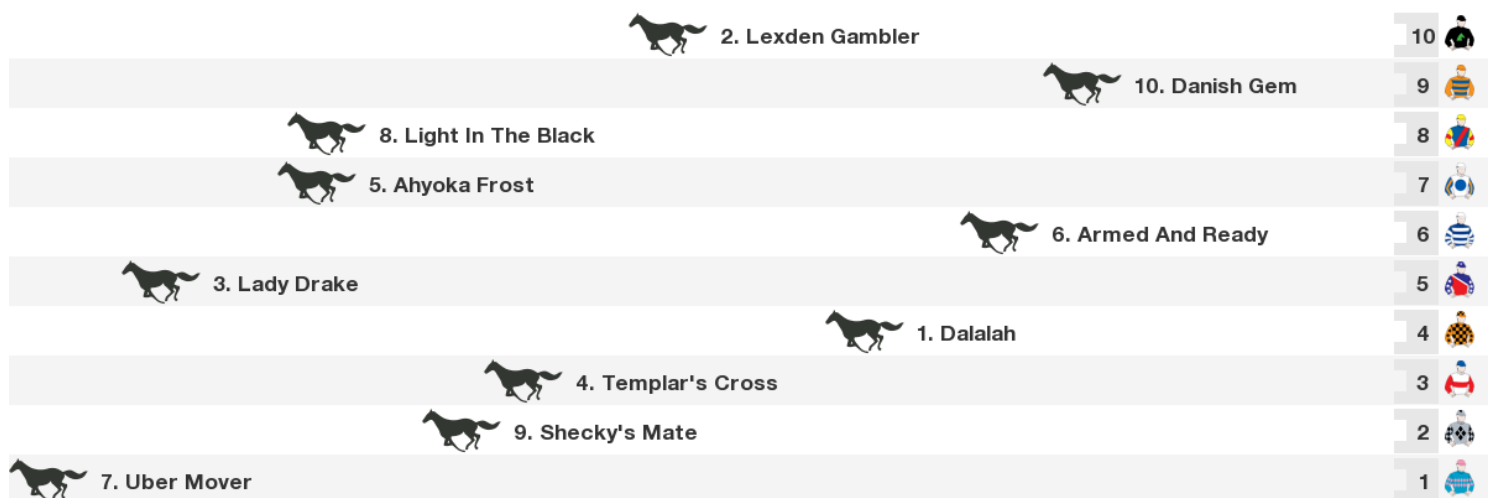 2. Lexden Gambler 10
10. Danish Gem 9
8. Light In The Black 8
5. Ahyoka Frost 7
6. Armed And Ready 6
3. Lady Drake 5
1. Dalalah 4
4. Templar's Cross 3
9. Shecky's Mate 2
7. Uber Mover 1